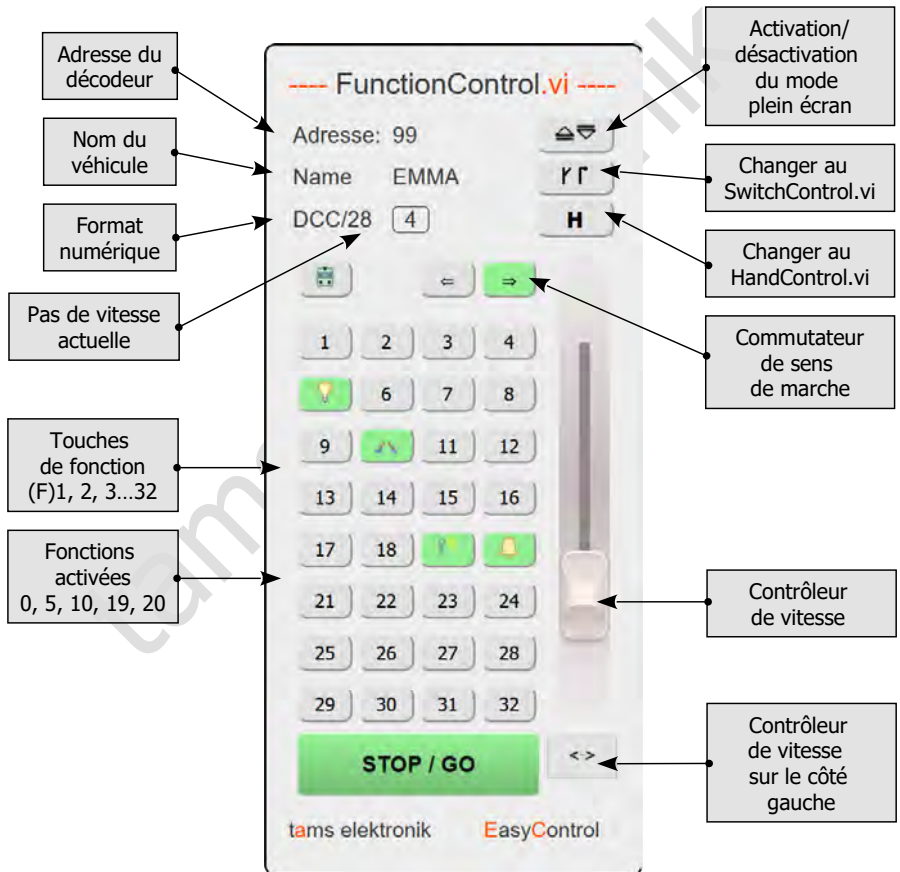 Adresse du
décodeur
Nom du
véhicule
Format
numérique
Pas de vitesse
actuelle
Touches
de fonction
(F)1, 2, 3...32
Fonctions
activées
0, 5, 10, 19, 20
---- FunctionControl.vi ----
Adresse: 99
Name EMMA
DCC/28 4
H
⇐ ⇒
1 2 3 4
6 7 8
9 11 12
13 14 15 16
17 18
21 22 23 24
25 26 27 28
29 30 31 32
STOP / GO <->
tams elektronik EasyControl
Activation/
désactivation
du mode
plein écran
Changer au
SwitchControl.vi
Changer au
HandControl.vi
Commutateur
de sens
de marche
Contrôleur
de vitesse
Contrôleur
de vitesse
sur le côté
gauche